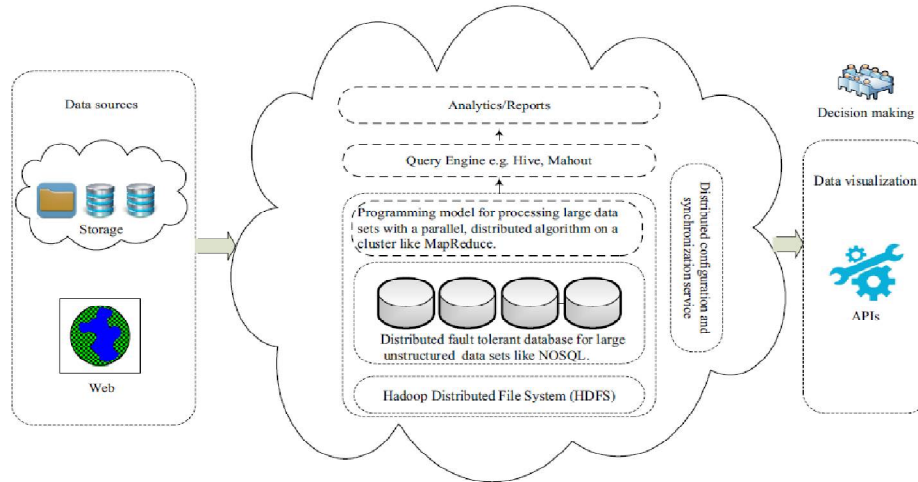 Data sources
Storage
Web
Analytics/Reports
Query Engine e.g. Hive, Mahout
Programming model for processing large data
sets with a parallel, distributed algorithm on a
cluster like MapReduce.
Distributed fault tolerant database for large
unstructured data sets like NOSQL.
Hadoop Distributed File System (HDFS)
Distributed configuration and
synchronization service
Decision making
Data visualization
APIs